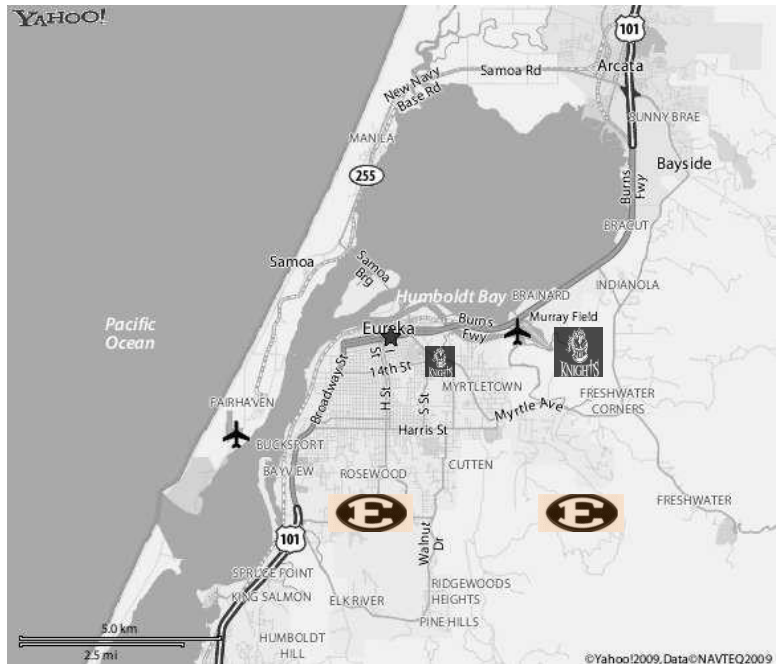 YAHOO!
101
Arcata
Samoa Rd
New Navy
Base Rd
SUNNY BRAE
MANILA
Bayside
255
Burns
Fwy
BRACUT
Samoa
Samoa
Brg
INDIANOLA
Humboldt Bay
BRAINARD
Pacific
Ocean
Murray Field
Burns
Fwy
Eureka
I St
14th St
KNIGHTS
KNIGHTS
MYRTLETOWN
Broadway St
H St
S St
FRESHWATER
CORNERS
FAIRHAVEN
Myrtle Ave
Harris St
BUCKSPORT
BAYVIEW
ROSEWOOD
CUTTEN
FRESHWATER
E
E
101
Walnut
Dr
SPRUCE POINT
KING SALMON
ELK RIVER
RIDGEWOODS
HEIGHTS
PINE HILLS
5.0 km
2.5 mi
HUMBOLDT
HILL
©Yahoo!2009, Data©NAVTEQ2009